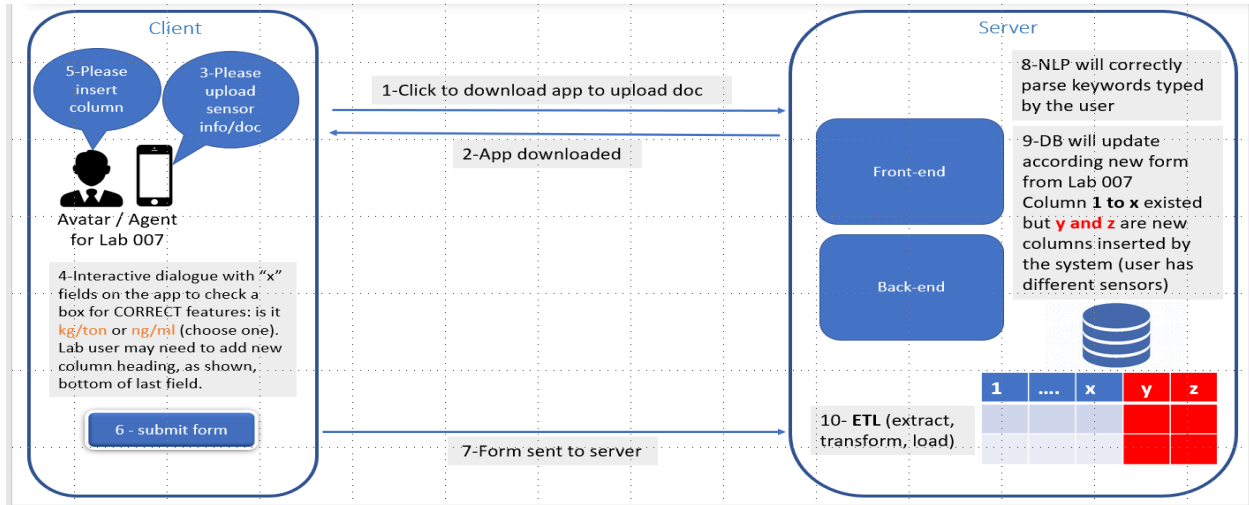 Client
5-Please
insert
column
3-Please
upload
sensor
info/doc
Avatar / Agent
for Lab 007
4-Interactive dialogue with “x”
fields on the app to check a
box for CORRECT features: is it
kg/ton or ng/ml (choose one).
Lab user may need to add new
column heading, as shown,
bottom of last field.
6 - submit form
1-Click to download app to upload doc
2-App downloaded
7-Form sent to server
Server
Front-end
Back-end
8-NLP will correctly
parse keywords typed
by the user
9-DB will update
according new form
from Lab 007
Column 1 to x existed
but y and z are new
columns inserted by
the system (user has
different sensors)
1 .... x y z
10- ETL (extract,
transform, load)